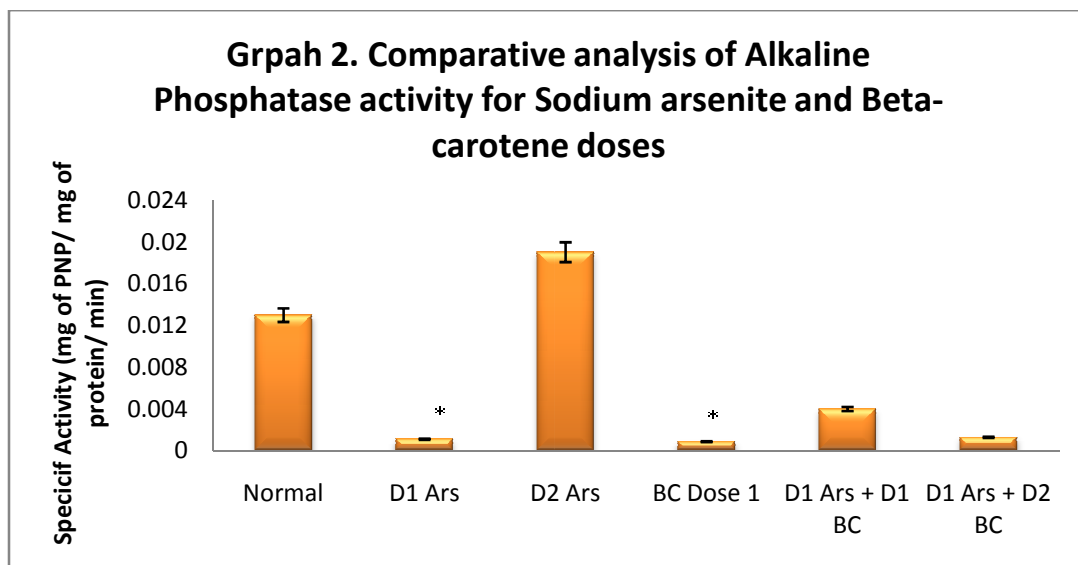 Grpah 2. Comparative analysis of Alkaline
Phosphatase activity for Sodium arsenite and Beta-
carotene doses
Specicif Activity (mg of PNP/ mg of
protein/ min)
0.024
0.02
0.016
0.012
0.008
0.004
0
*
*
Normal
D1 Ars
D2 Ars
BC Dose 1
D1 Ars + D1
BC
D1 Ars + D2
BC